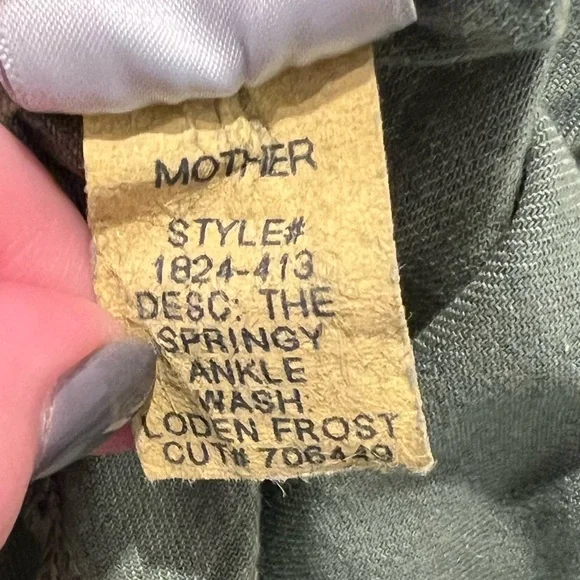 MOTHER
STYLE#
1824-413
DESC: THE
SPRINGY
ANKLE
WASH:
LODEN FROST
CUT# 706449